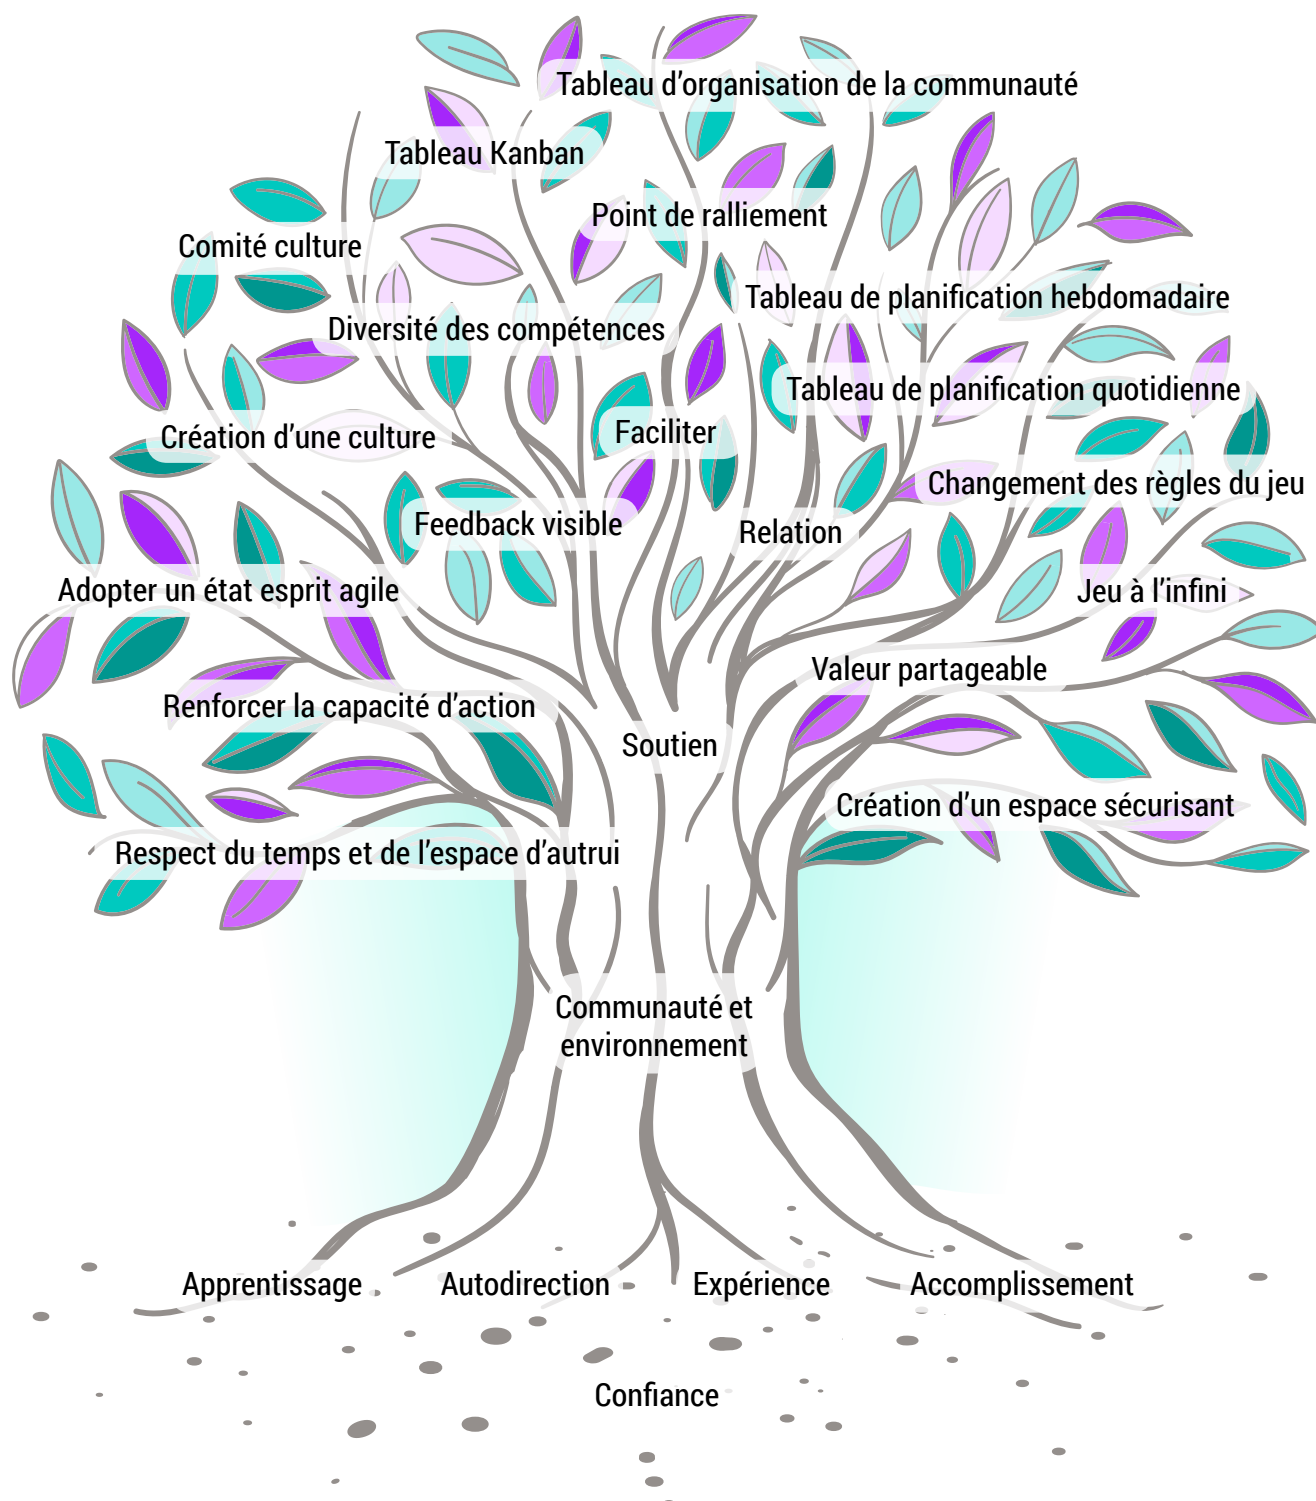 Tableau d’organisation de la communauté
Tableau Kanban
Point de ralliement
Comité culture
Tableau de planification hebdomadaire
Diversité des compétences
Tableau de planification quotidienne
Faciliter
Création d’une culture
Changement des règles du jeu
Feedback visible
Relation
Adopter un état esprit agile
Jeu à l’infini
Valeur partageable
Renforcer la capacité d’action
Soutien
Création d’un espace sécurisant
Respect du temps et de l’espace d’autrui
Communauté et
environnement
Apprentissage
Autodirection
Expérience
Accomplissement
Confiance